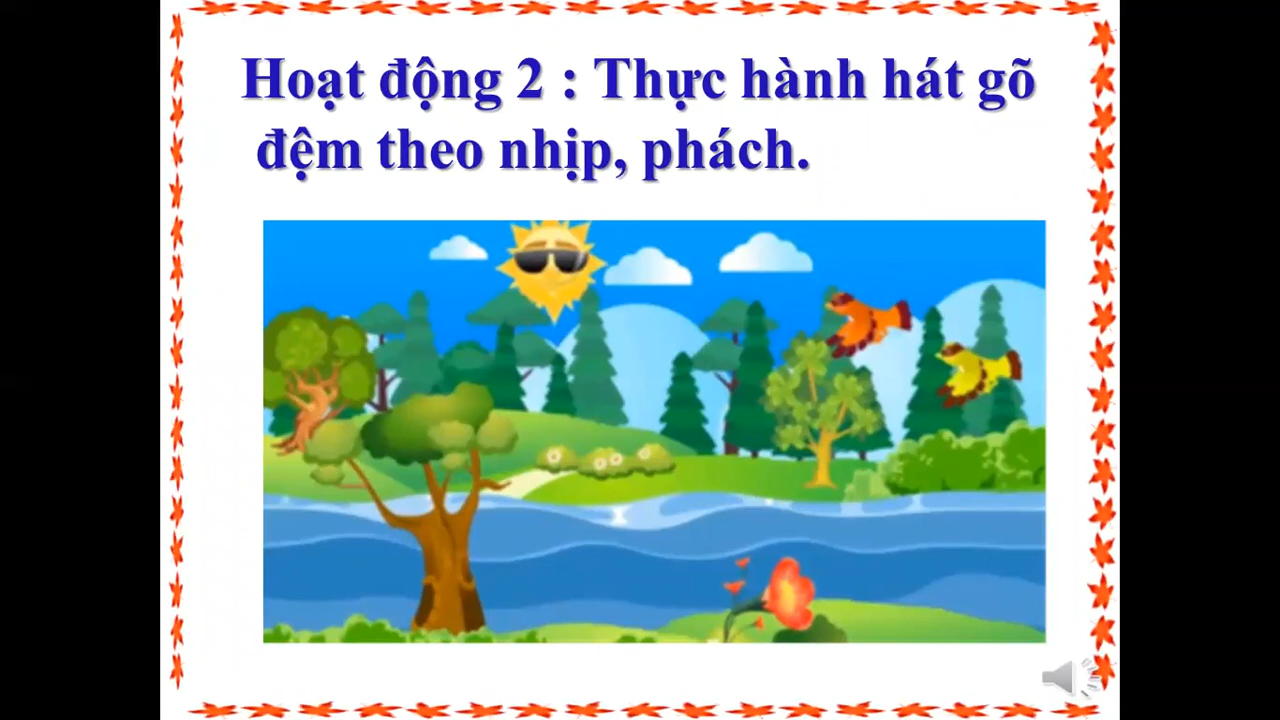 Hoạt động 2 : Thực hành hát gõ
đệm theo nhịp, phách.